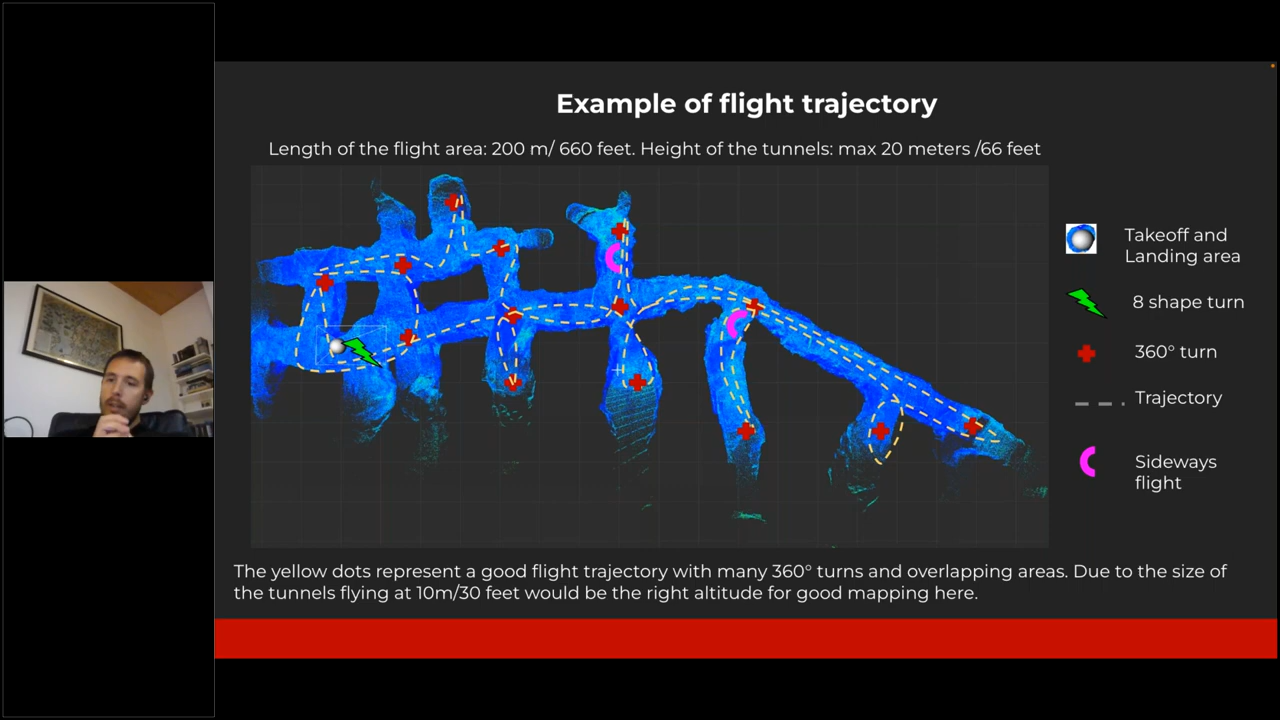 Example of flight trajectory
Length of the flight area: 200 m/ 660 feet. Height of the tunnels: max 20 meters /66 feet
Takeoff and
Landing area
8 shape turn
360° turn
Trajectory
Sideways
flight
The yellow dots represent a good flight trajectory with many 360° turns and overlapping areas. Due to the size of
the tunnels flying at 10m/30 feet would be the right altitude for good mapping here.